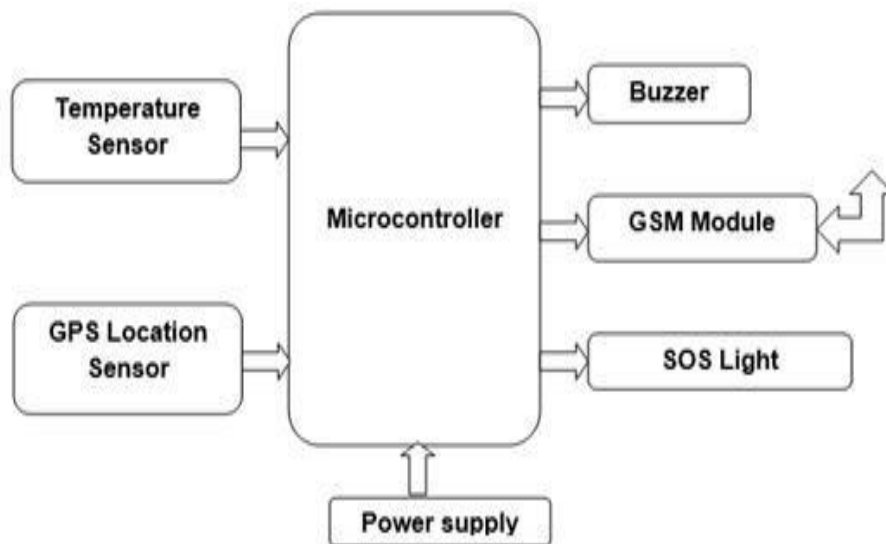 Temperature
Sensor
GPS Location
Sensor
Microcontroller
Buzzer
GSM Module
SOS Light
Power supply